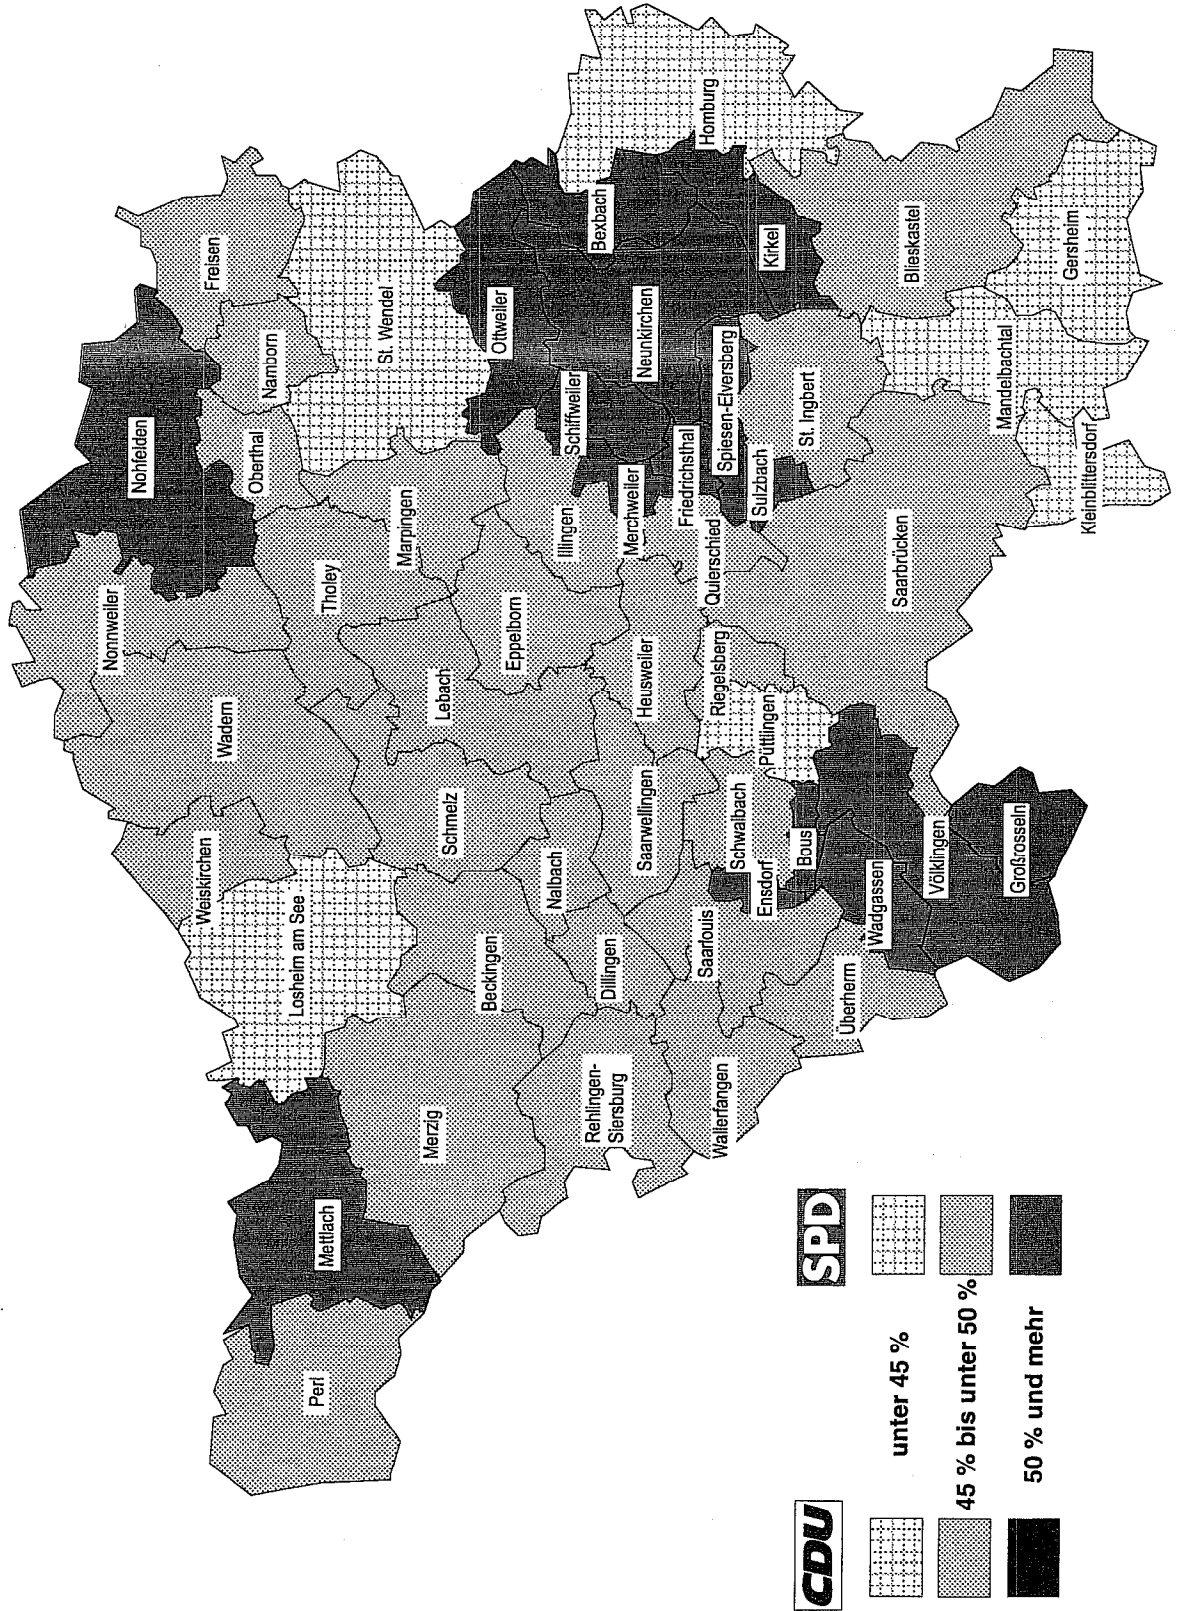 Perl
Mettlach
Merzig
Losheim am See
Weiskirchen
Wadern
Nonnweiler
Nohfelden
Freisen
Namborn
Oberthal
St. Wendel
Tholey
Marpingen
Lebach
Schmelz
Beckingen
Rehlingen-
Siersburg
Wallerfangen
Dillingen
Nalbach
Saarwellingen
Heusweiler
Eppelborn
Illingen
Ottweiler
Schiffweiler
Merchweiler
Neunkirchen
Bexbach
Homburg
Kirkel
Spiesen-Elversberg
Friedrichsthal
Sulzbach
Quierschied
Riegelsberg
Püttlingen
Schwalbach
Saarlouis
Ensdorf
Bous
Überherrn
Wadgassen
Völklingen
Großrosseln
Saarbrücken
St. Ingbert
Blieskastel
Mandelbachtal
Gersheim
Kleinblittersdorf
CDU
SPD
unter 45 %
45 % bis unter 50 %
50 % und mehr